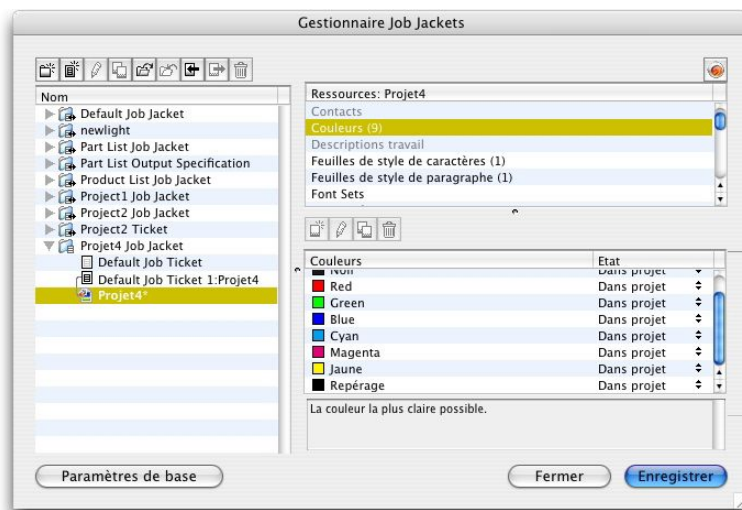 Gestionnaire Job Jackets
Nom
Default Job Jacket
newlight
Part List Job Jacket
Part List Output Specification
Product List Job Jacket
Project1 Job Jacket
Project2 Job Jacket
Project2 Ticket
Projet4 Job Jacket
Default Job Ticket
Default Job Ticket 1:Projet4
Projet4*
Ressources: Projet4
Contacts
Couleurs (9)
Descriptions travail
Feuilles de style de caractères (1)
Feuilles de style de paragraphe (1)
Font Sets
Couleurs Etat
Noir Dans projet
Red Dans projet
Green Dans projet
Blue Dans projet
Cyan Dans projet
Magenta Dans projet
Jaune Dans projet
Repérage Dans projet
La couleur la plus claire possible.
Paramètres de base
Fermer
Enregistrer